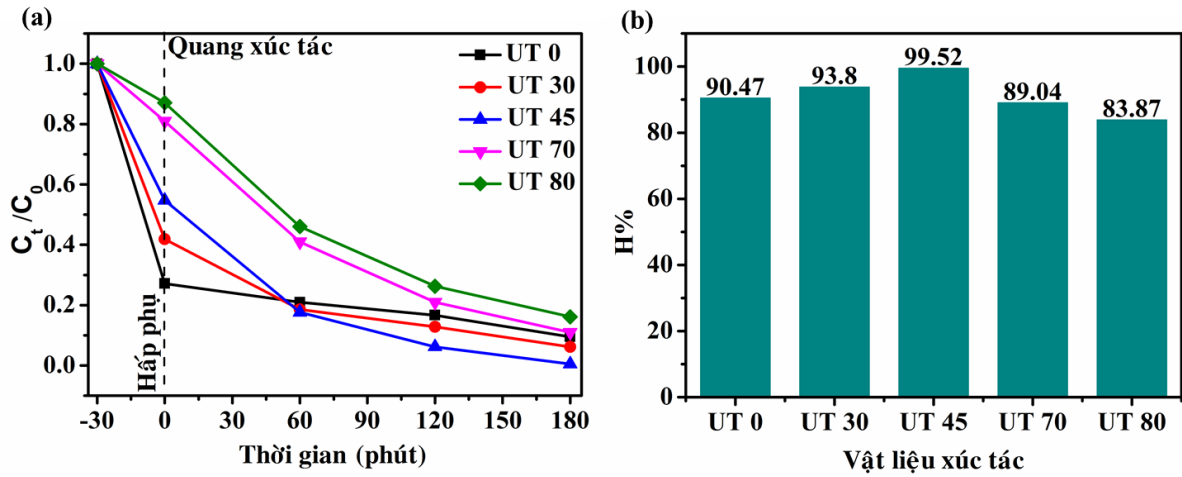 (a)
Quang xúc tác
UT 0
UT 30
UT 45
UT 70
UT 80
Hấp phụ
1.0
0.8
0.6
0.4
0.2
0.0
Ct /C0
-30 0 30 60 90 120 150 180
Thời gian (phút)
(b)
90.47 93.8 99.52 89.04 83.87
100
80
60
40
20
0
H%
UT 0 UT 30 UT 45 UT 70 UT 80
Vật liệu xúc tác